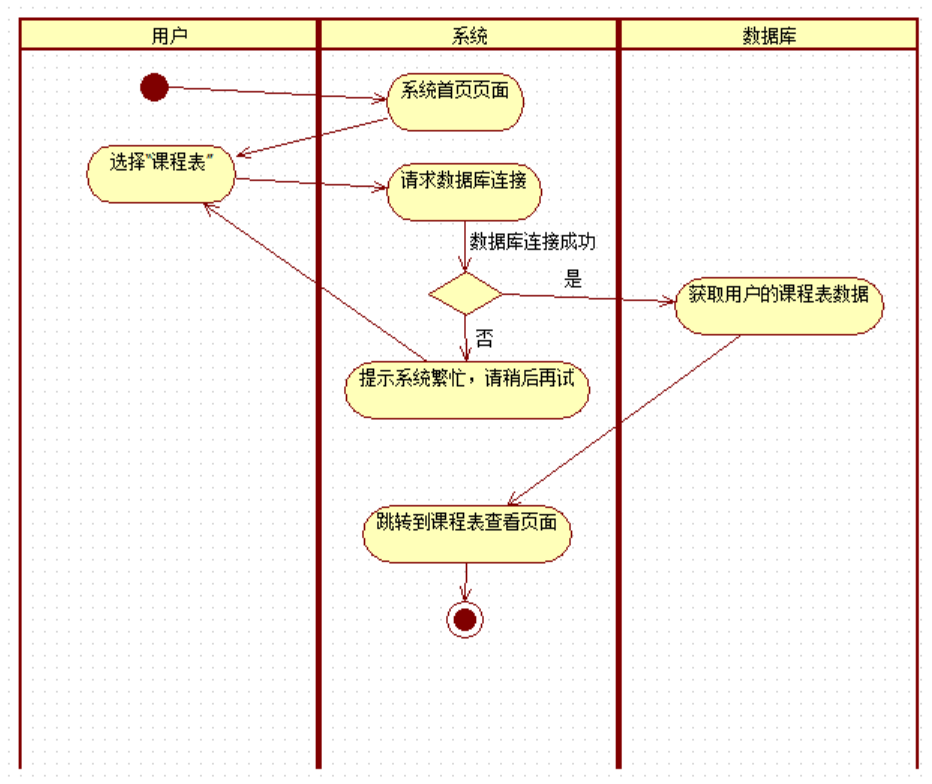 用户
系统
数据库
系统首页页面
选择“课程表”
请求数据库连接
数据库连接成功
是
获取用户的课程表数据
否
提示系统繁忙，请稍后再试
跳转到课程表查看页面